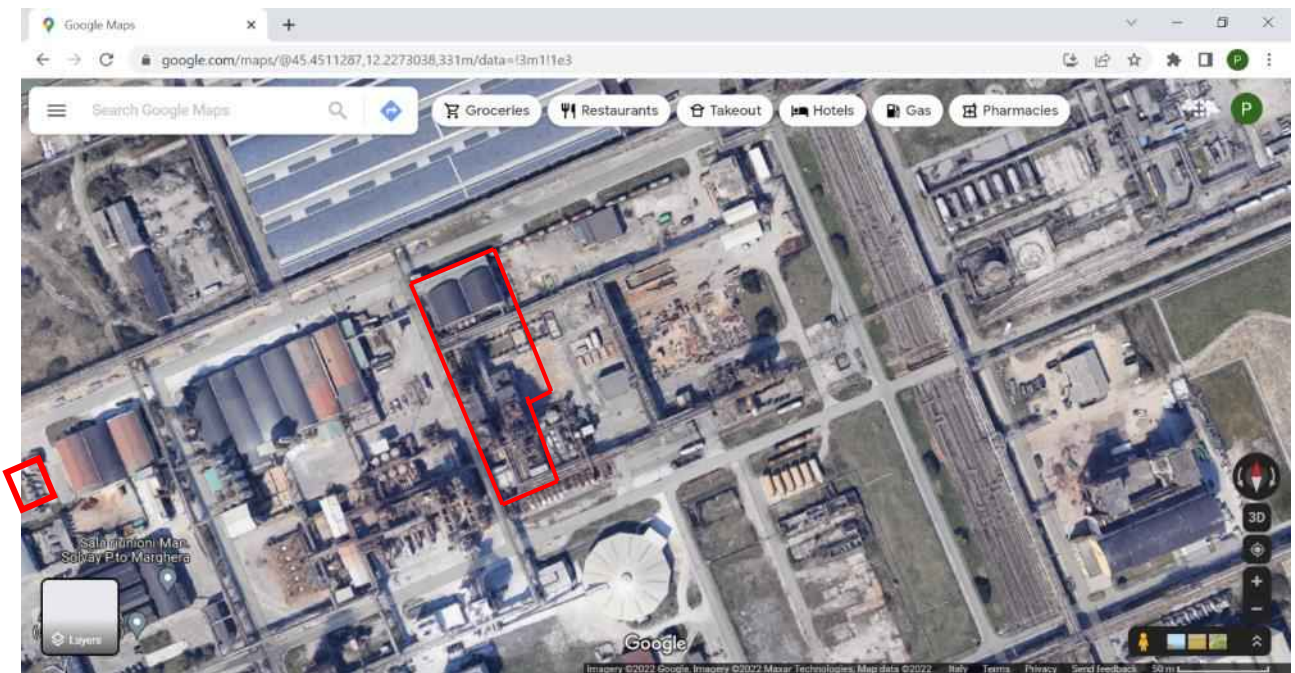 Google Maps
google.com/maps/@45.4511287,12.2273038,331m/data=!3m1!1e3
P
Search Google Maps
Groceries
Restaurants
Takeout
Hotels
Gas
Pharmacies
P
3D
Sala riunioni Mar.
Solvay P.to Marghera
Layers
Google
Imagery ©2022 Google, Imagery ©2022 Maxar Technologies, Map data ©2022 Italy Terms Privacy Send feedback 50 m